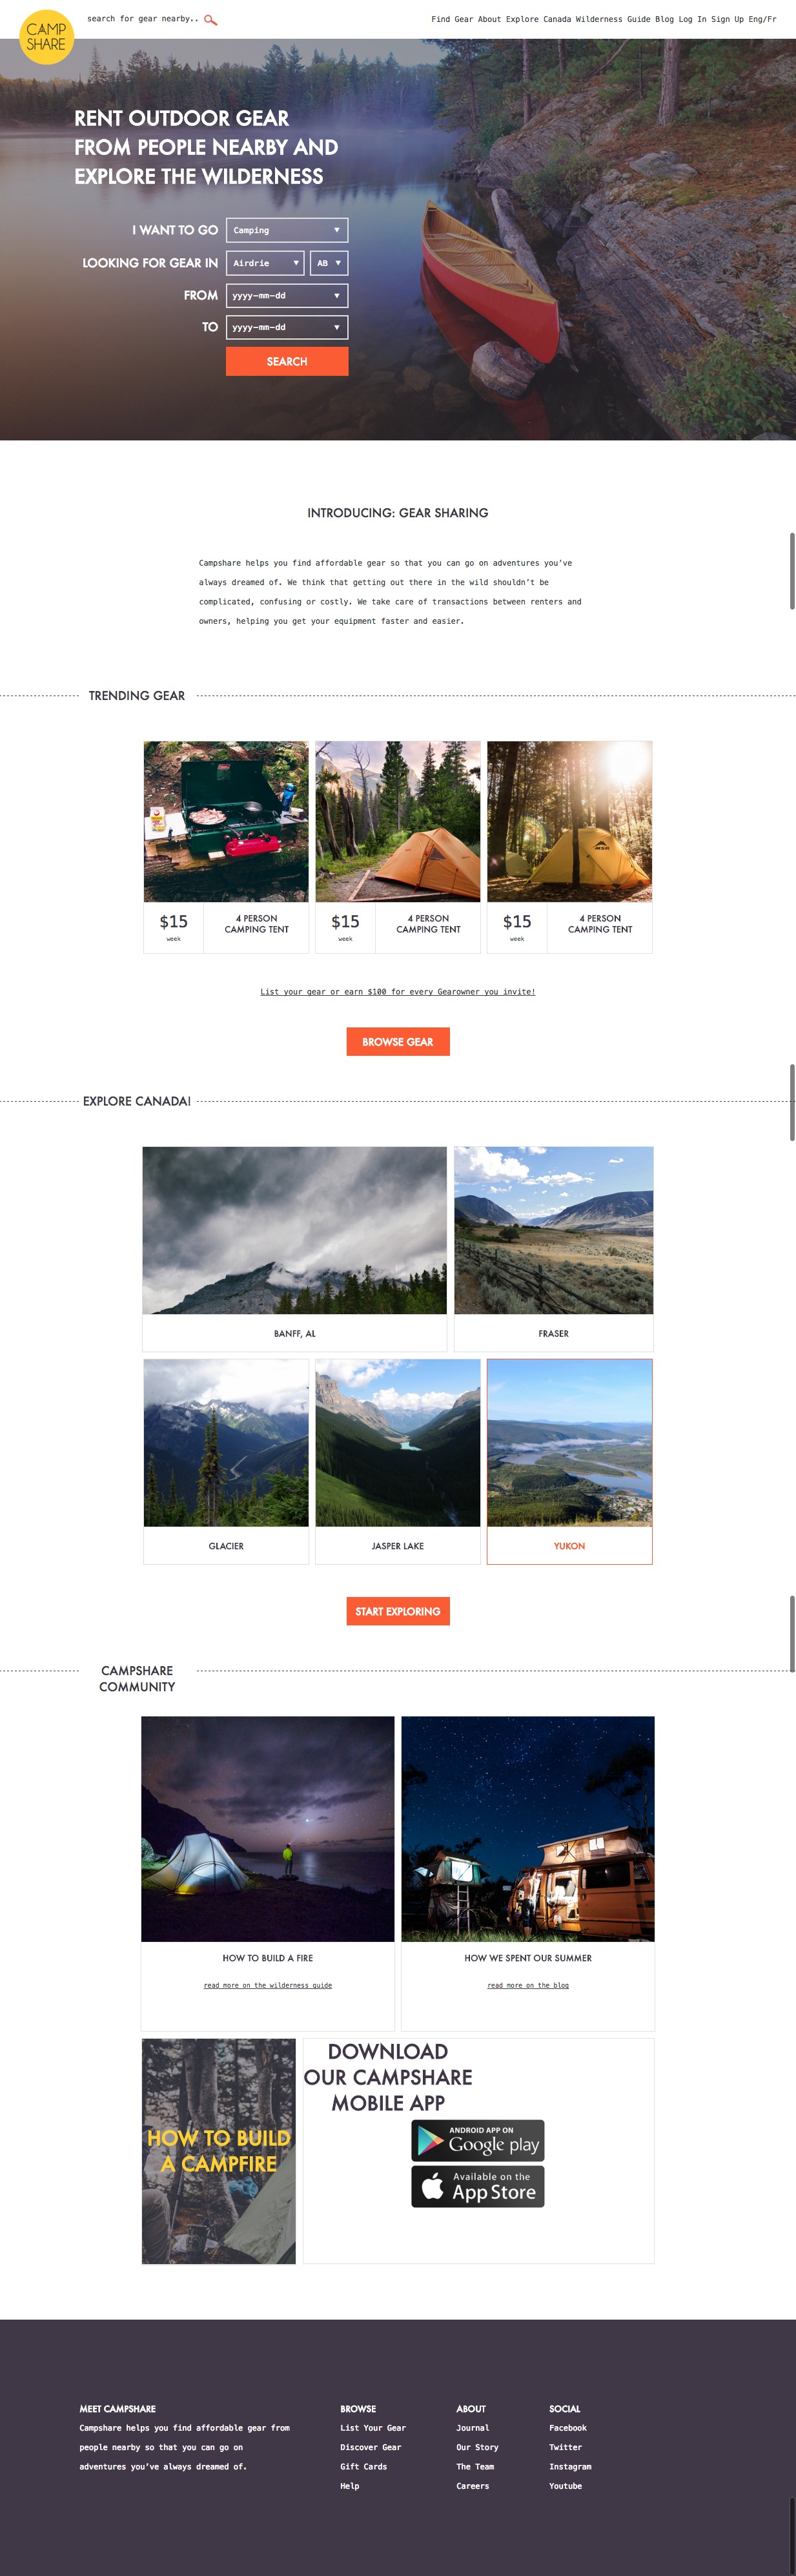 CAMP
SHARE
search for gear nearby..
Find Gear About Explore Canada Wilderness Guide Blog Log In Sign Up Eng/Fr
RENT OUTDOOR GEAR
FROM PEOPLE NEARBY AND
EXPLORE THE WILDERNESS
I WANT TO GO Camping
LOOKING FOR GEAR IN Airdrie AB
FROM yyyy-mm-dd
TO yyyy-mm-dd
SEARCH
INTRODUCING: GEAR SHARING
Campshare helps you find affordable gear so that you can go on adventures you've
always dreamed of. We think that getting out there in the wild shouldn't be
complicated, confusing or costly. We take care of transactions between renters and
owners, helping you get your equipment faster and easier.
TRENDING GEAR
$15
week
4 PERSON
CAMPING TENT
$15
week
4 PERSON
CAMPING TENT
$15
week
4 PERSON
CAMPING TENT
List your gear or earn $100 for every Gearowner you invite!
BROWSE GEAR
EXPLORE CANADA!
BANFF, AL
FRASER
GLACIER
JASPER LAKE
YUKON
START EXPLORING
CAMPSHARE
COMMUNITY
HOW TO BUILD A FIRE
read more on the wilderness guide
HOW WE SPENT OUR SUMMER
read more on the blog
HOW TO BUILD
A CAMPFIRE
DOWNLOAD
OUR CAMPSHARE
MOBILE APP
ANDROID APP ON
Google play
Available on the
App Store
MEET CAMPSHARE
Campshare helps you find affordable gear from
people nearby so that you can go on
adventures you've always dreamed of.
BROWSE
List Your Gear
Discover Gear
Gift Cards
Help
ABOUT
Journal
Our Story
The Team
Careers
SOCIAL
Facebook
Twitter
Instagram
Youtube